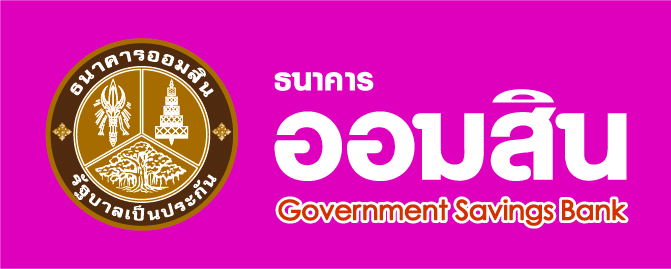 ธนาคารออมสิน
รัฐบาลเป็นประกัน
ธนาคาร
ออมสิน
Government Savings Bank